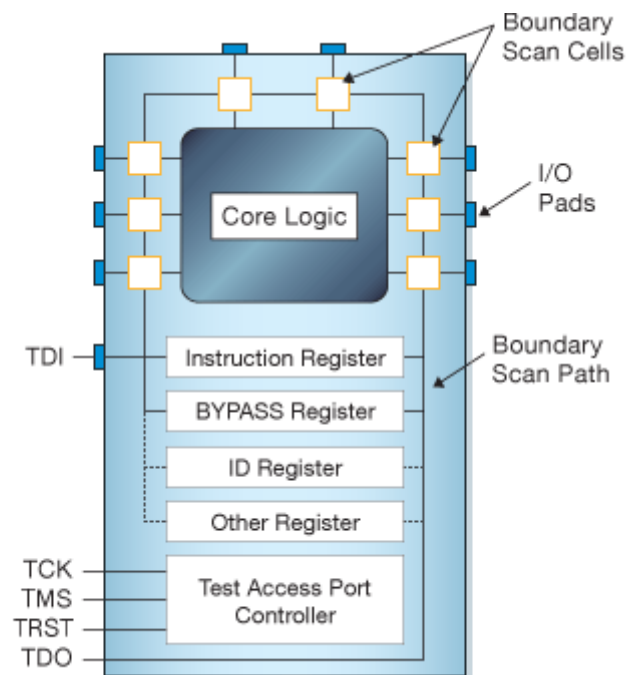 Boundary
Scan Cells
I/O
Pads
Core Logic
TDI
Instruction Register
Boundary
Scan Path
BYPASS Register
ID Register
Other Register
TCK
TMS
TRST
TDO
Test Access Port
Controller